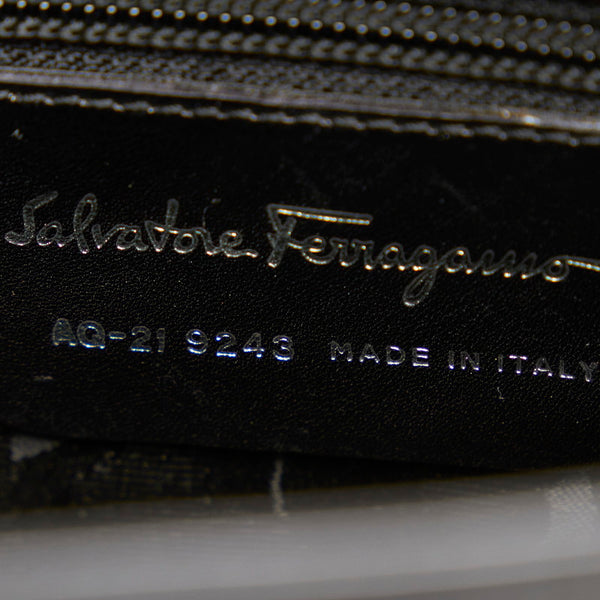 Salvatore Ferragamo
AQ-21 9243 MADE IN ITALY